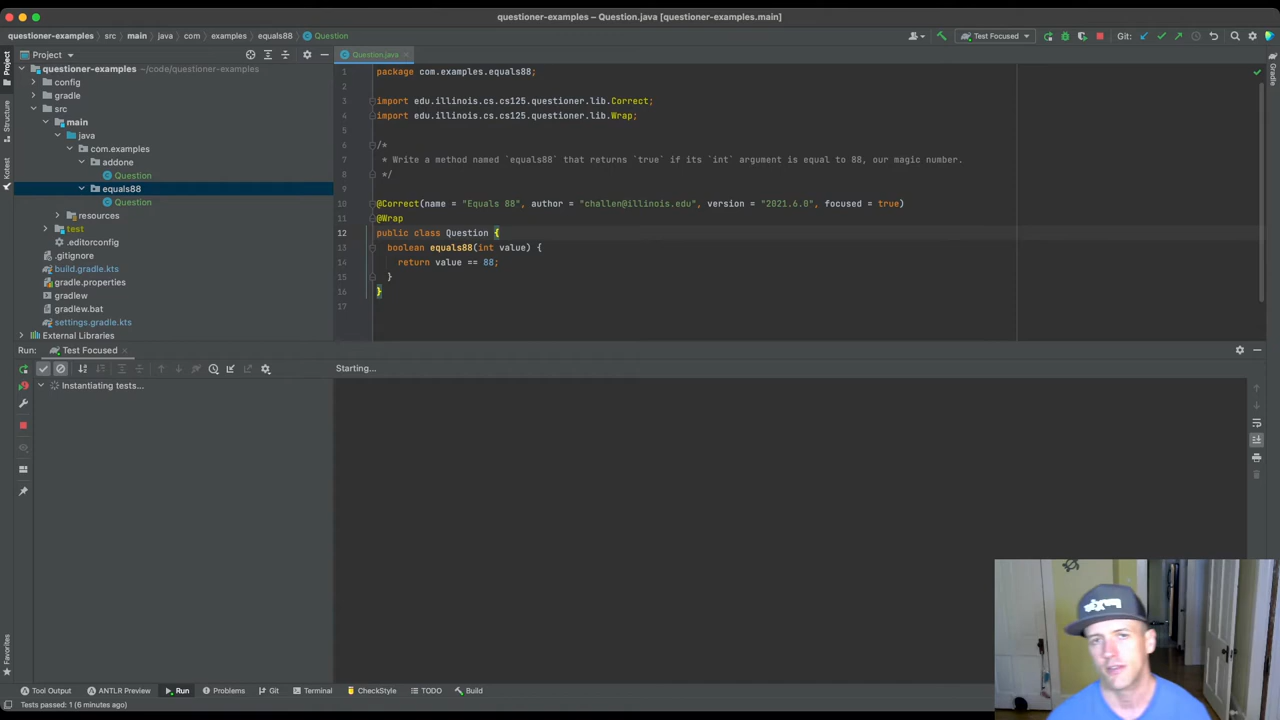 questioner-examples – Question.java [questioner-examples.main]
questioner-examples › src › main › java › com › examples › equals88 › Question
Test Focused
Git:
Project
Question.java
questioner-examples ~/code/questioner-examples
config
gradle
src
main
java
com.examples
addone
Question
equals88
Question
resources
test
.editorconfig
.gitignore
build.gradle.kts
gradle.properties
gradlew
gradlew.bat
settings.gradle.kts
External Libraries
1 package com.examples.equals88;
2
3 import edu.illinois.cs.cs125.questioner.lib.Correct;
4 import edu.illinois.cs.cs125.questioner.lib.Wrap;
5
6 /*
7 * Write a method named `equals88` that returns `true` if its `int` argument is equal to 88, our magic number.
8 */
9
10 @Correct(name = "Equals 88", author = "challen@illinois.edu", version = "2021.6.0", focused = true)
11 @Wrap
12 public class Question {
13 boolean equals88(int value) {
14 return value == 88;
15 }
16 }
17
Project
Structure
Kotest
Favorites
Gradle
Run: Test Focused
Starting...
Instantiating tests...
Tool Output
ANTLR Preview
Run
Problems
Git
Terminal
CheckStyle
TODO
Build
Tests passed: 1 (6 minutes ago)